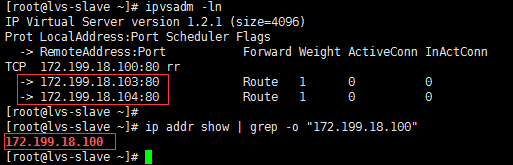 [root@lvs-slave ~]# ipvsadm -ln
IP Virtual Server version 1.2.1 (size=4096)
Prot LocalAddress:Port Scheduler Flags
  -> RemoteAddress:Port           Forward Weight ActiveConn InActConn
TCP  172.199.18.100:80 rr
  -> 172.199.18.103:80            Route   1      0          0
  -> 172.199.18.104:80            Route   1      0          0
[root@lvs-slave ~]#
[root@lvs-slave ~]# ip addr show | grep -o "172.199.18.100"
172.199.18.100
[root@lvs-slave ~]#